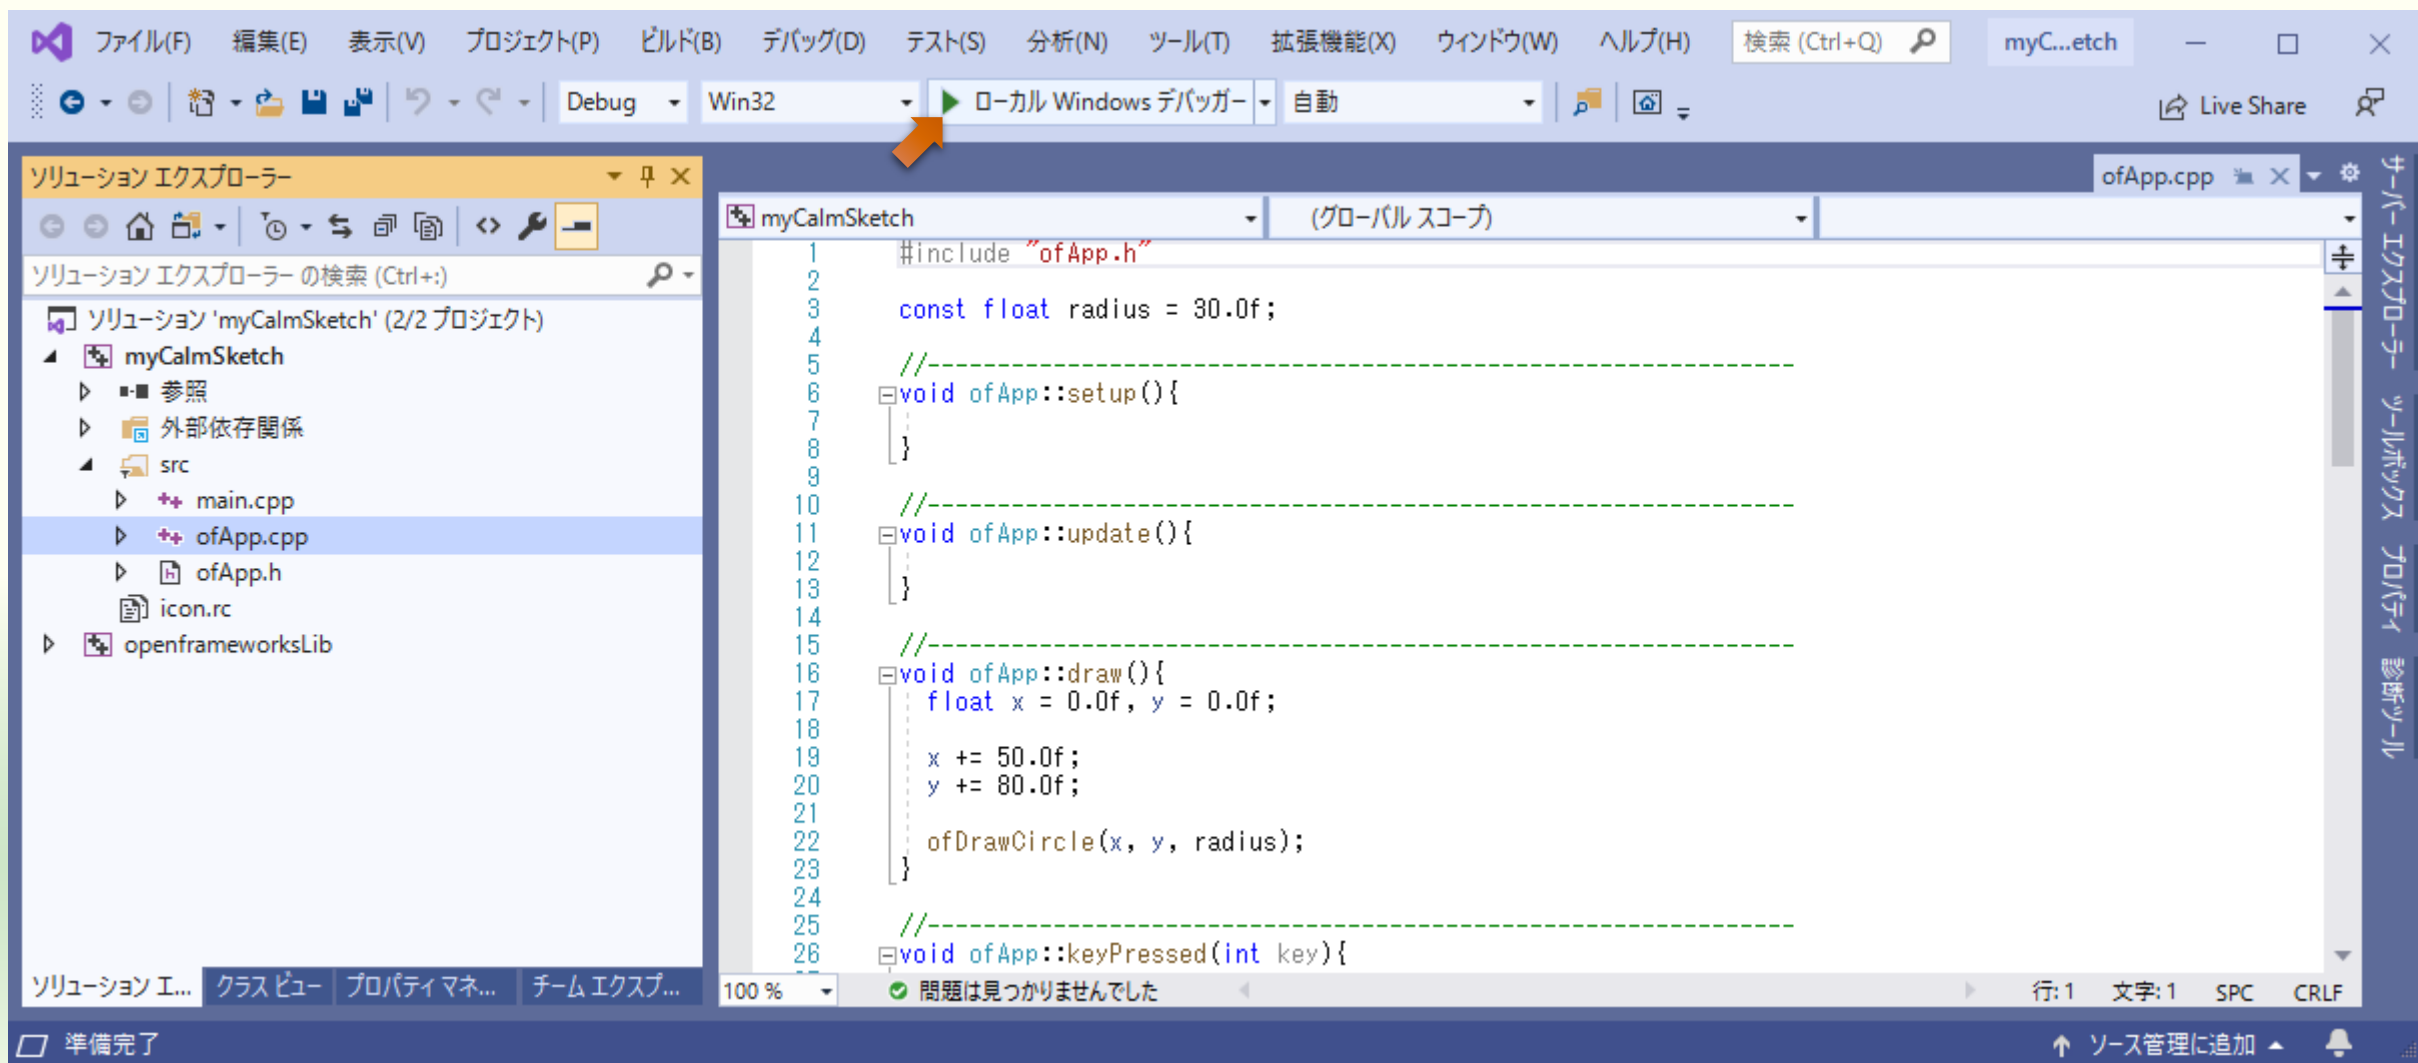 ファイル(F) 編集(E) 表示(V) プロジェクト(P) ビルド(B) デバッグ(D) テスト(S) 分析(N) ツール(T) 拡張機能(X) ウィンドウ(W) ヘルプ(H) 検索 (Ctrl+Q) myC...etch
Debug Win32 ローカル Windows デバッガー 自動 Live Share
ソリューション エクスプローラー
ソリューション エクスプローラー の検索 (Ctrl+:)
ソリューション 'myCalmSketch' (2/2 プロジェクト)
myCalmSketch
参照
外部依存関係
src
main.cpp
ofApp.cpp
ofApp.h
icon.rc
openframeworksLib
ソリューション エ... クラス ビュー プロパティ マネ... チーム エクスプ...
ofApp.cpp
myCalmSketch (グローバル スコープ)
1 #include "ofApp.h"
2
3 const float radius = 30.0f;
4
5 //--------------------------------------------------------------
6 void ofApp::setup(){
7
8 }
9
10 //--------------------------------------------------------------
11 void ofApp::update(){
12
13 }
14
15 //--------------------------------------------------------------
16 void ofApp::draw(){
17 float x = 0.0f, y = 0.0f;
18
19 x += 50.0f;
20 y += 80.0f;
21
22 ofDrawCircle(x, y, radius);
23 }
24
25 //--------------------------------------------------------------
26 void ofApp::keyPressed(int key){
100 % 問題は見つかりませんでした 行: 1 文字: 1 SPC CRLF
サーバー エクスプローラー
ツールボックス
プロパティ
診断ツール
準備完了 ソース管理に追加